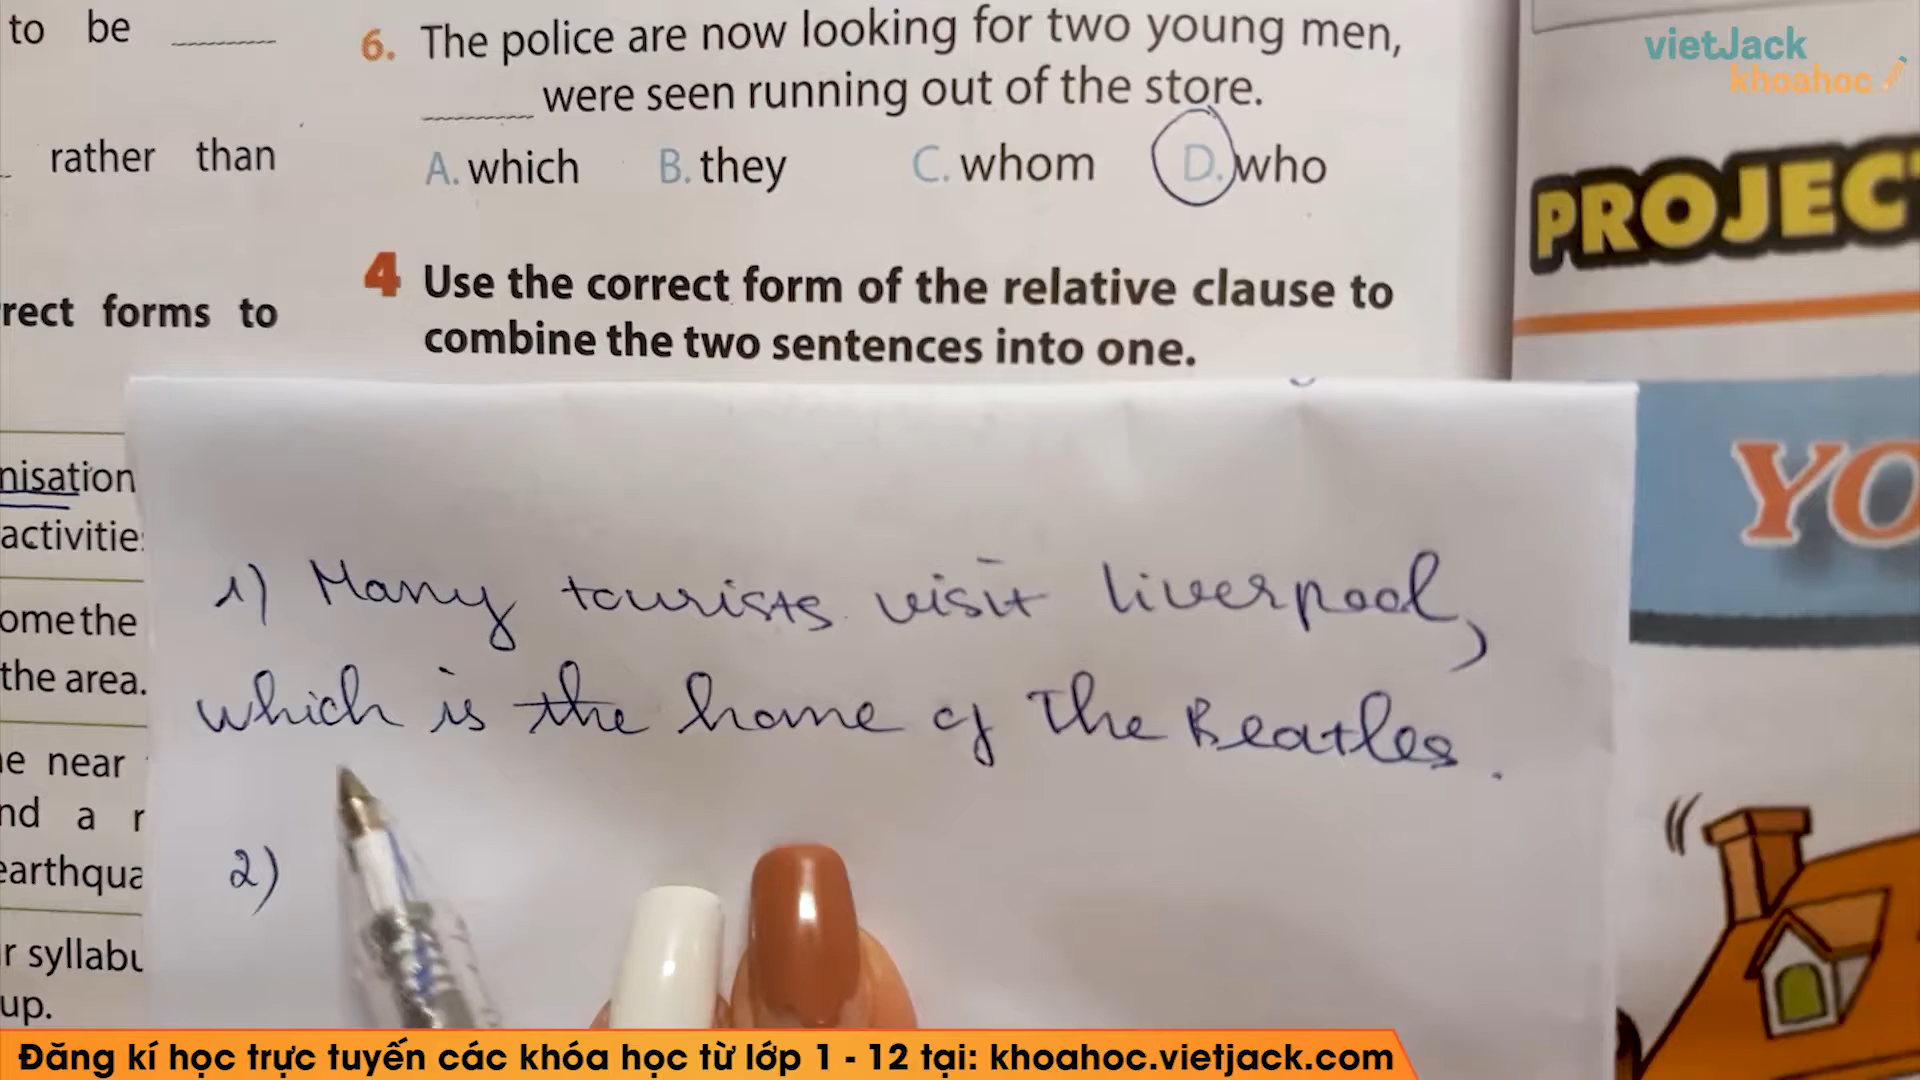 to be
rather than
rect forms to
nisation
activitie
ome the
the area.
e near
nd a r
earthqua
r syllabu
up.
6. The police are now looking for two young men,
were seen running out of the store.
A. which B. they C. whom D. who
4 Use the correct form of the relative clause to
combine the two sentences into one.
1) Many tourists visit liverpool,
which is the home of The Beatles.
2)
vietJack
khoahoc
PROJEC
YO
Đăng kí học trực tuyến các khóa học từ lớp 1 - 12 tại: khoahoc.vietjack.com